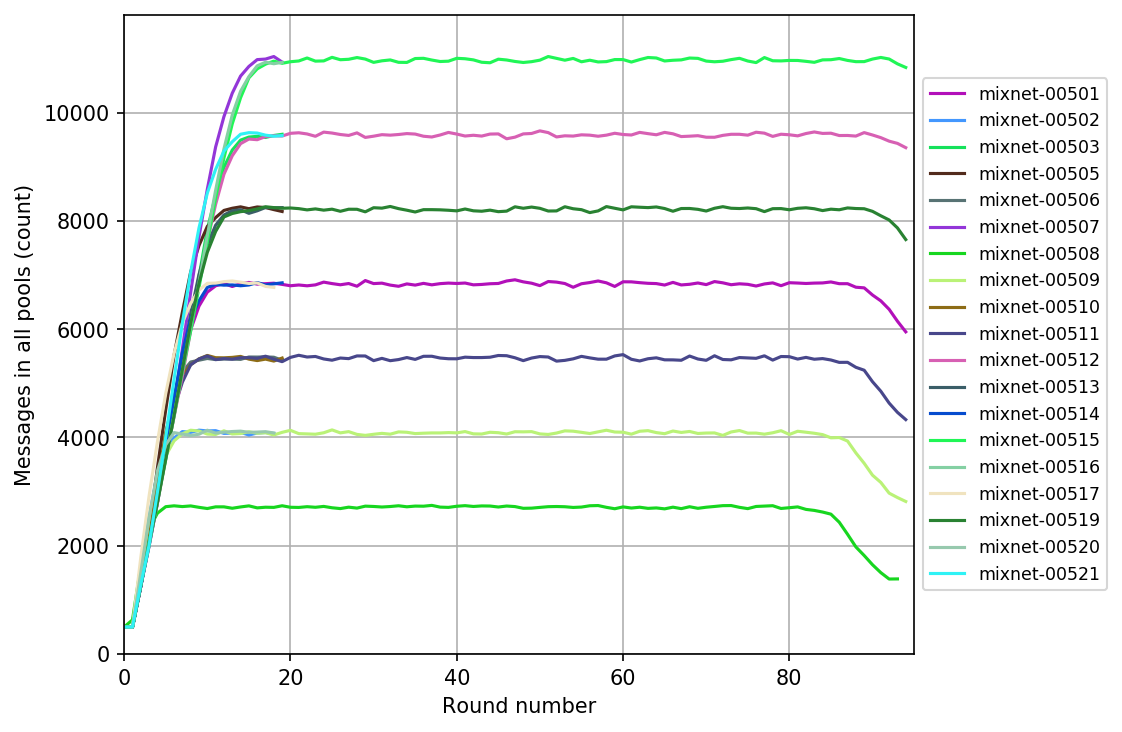 Messages in all pools (count)
10000
8000
6000
4000
2000
0
0 20 40 60 80
Round number
mixnet-00501
mixnet-00502
mixnet-00503
mixnet-00505
mixnet-00506
mixnet-00507
mixnet-00508
mixnet-00509
mixnet-00510
mixnet-00511
mixnet-00512
mixnet-00513
mixnet-00514
mixnet-00515
mixnet-00516
mixnet-00517
mixnet-00519
mixnet-00520
mixnet-00521